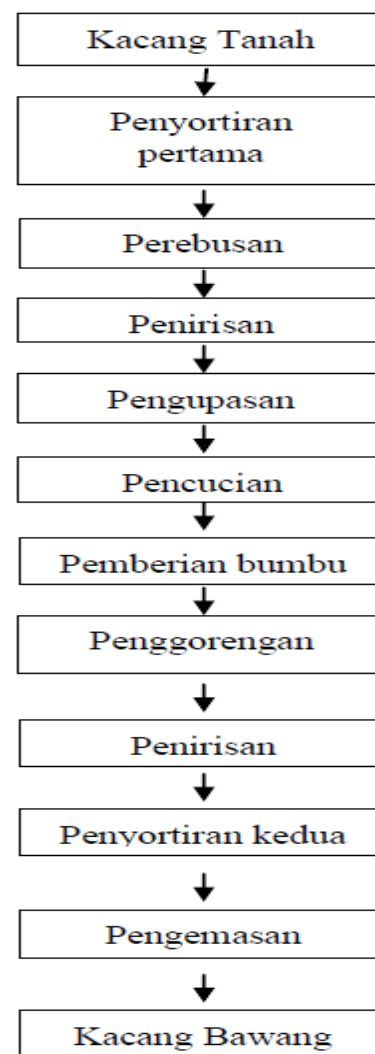 Kacang Tanah
Penyortiran
pertama
Perebusan
Penirisan
Pengupasan
Pencucian
Pemberian bumbu
Penggorengan
Penirisan
Penyortiran kedua
Pengemasan
Kacang Bawang